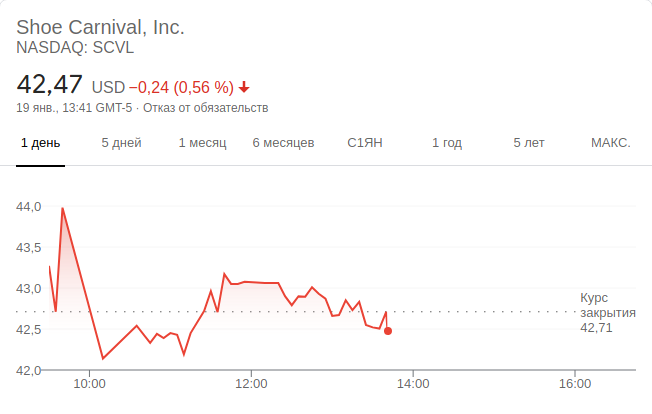 Shoe Carnival, Inc.
NASDAQ: SCVL
42,47 USD −0,24 (0,56 %)
19 янв., 13:41 GMT-5 · Отказ от обязательств
1 день 5 дней 1 месяц 6 месяцев С1ЯН 1 год 5 лет МАКС.
44,0
43,5
43,0
42,5
42,0
Курс
закрытия
42,71
10:00 12:00 14:00 16:00